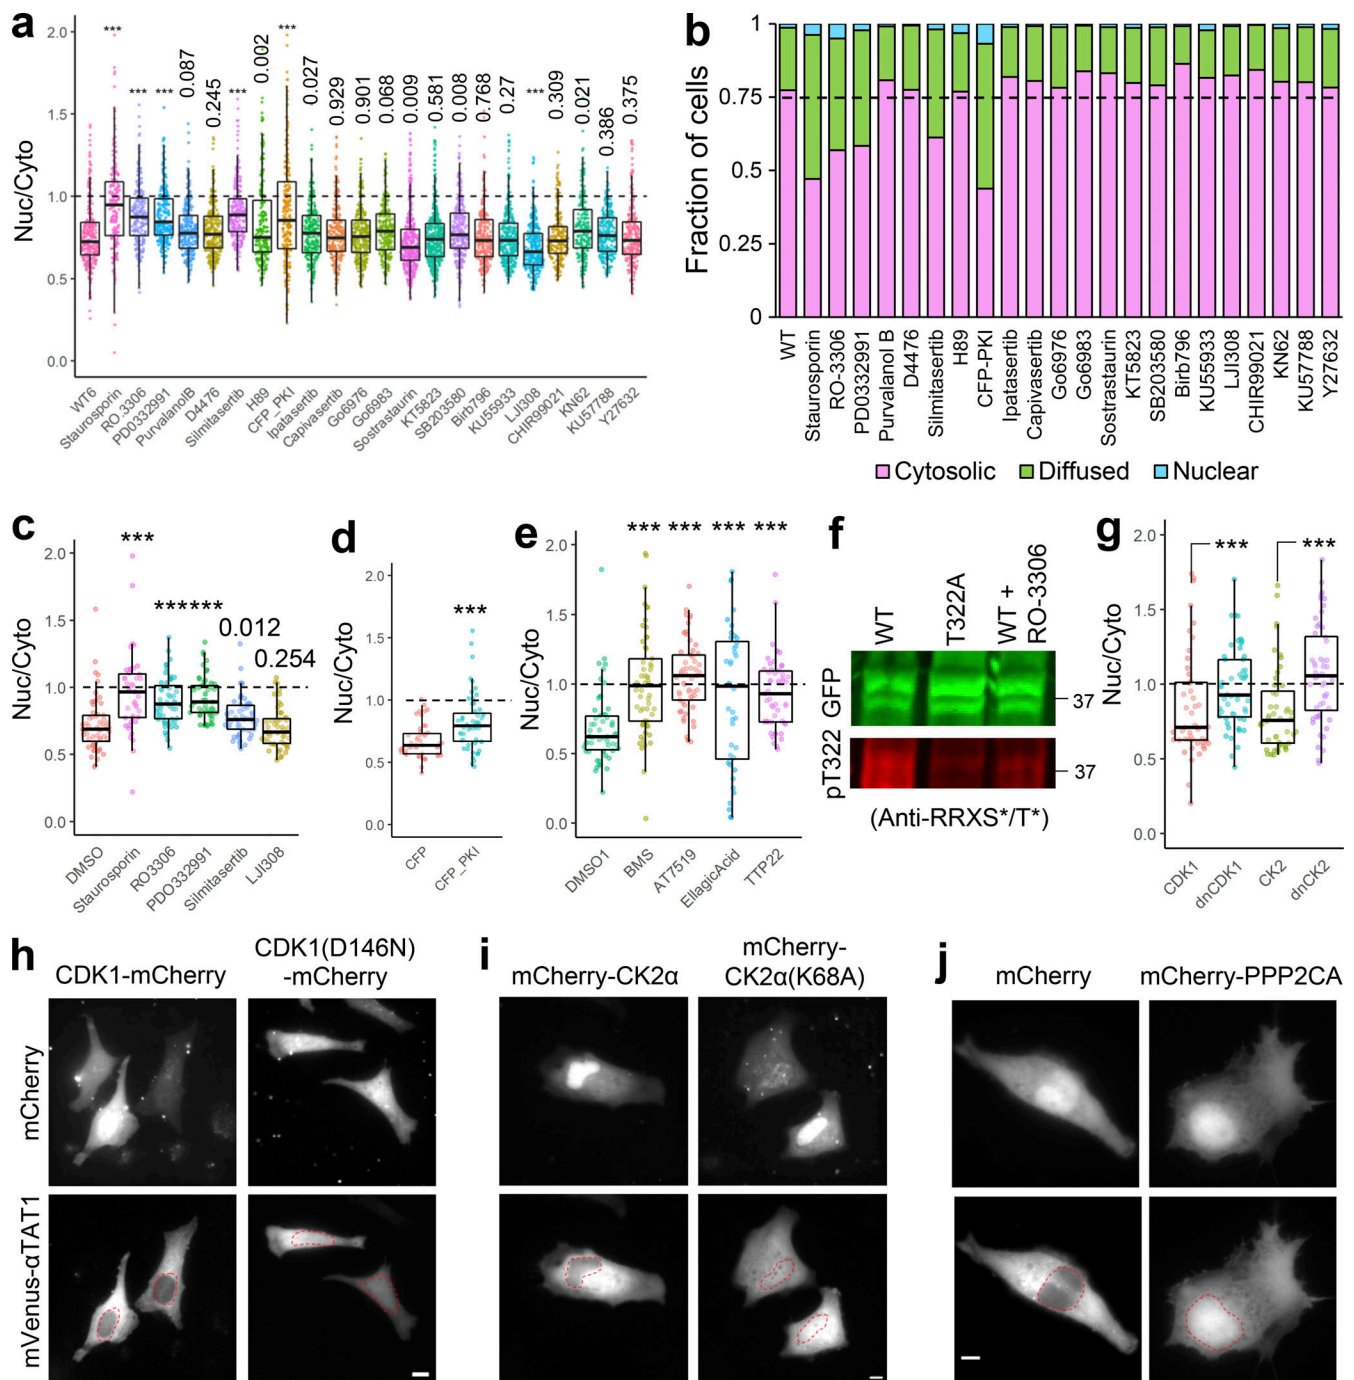 a
Nuc/Cyto
2.0
1.5
1.0
0.5
0.0
***
***
***
0.087
0.245
***
0.002
***
0.027
0.929
0.901
0.068
0.009
0.581
0.008
0.768
0.27
***
0.309
0.021
0.386
0.375
WT6
Staurosporin
RO.3306
PD0332991
PurvalanolB
D4476
Silmitasertib
H89
CFP_PKI
Ipatasertib
Capivasertib
Go6976
Go6983
Sostrastaurin
KT5823
SB203580
Birb796
KU55933
LJI308
CHIR99021
KN62
KU57788
Y27632
b
Fraction of cells
1
0.75
0.5
0.25
0
WT
Staurosporin
RO-3306
PD0332991
Purvalanol B
D4476
Silmitasertib
H89
CFP-PKI
Ipatasertib
Capivasertib
Go6976
Go6983
Sostrastaurin
KT5823
SB203580
Birb796
KU55933
LJI308
CHIR99021
KN62
KU57788
Y27632
Cytosolic Diffused Nuclear
c
Nuc/Cyto
2.0
1.5
1.0
0.5
0.0
***
***
***
0.012
0.254
DMSO
Staurosporin
RO3306
PDO332991
Silmitasertib
LJI308
d
Nuc/Cyto
2.0
1.5
1.0
0.5
0.0
***
CFP
CFP_PKI
e
Nuc/Cyto
2.0
1.5
1.0
0.5
0.0
*** *** *** ***
DMSO1
BMS
AT7519
EllagicAcid
TTP22
f
WT
T322A
WT +
RO-3306
GFP
37
pT322
37
(Anti-RRXS*/T*)
g
Nuc/Cyto
2.0
1.5
1.0
0.5
0.0
***
***
CDK1
dnCDK1
CK2
dnCK2
h
CDK1-mCherry
CDK1(D146N)
-mCherry
mCherry
mVenus-αTAT1
i
mCherry-CK2α
mCherry-
CK2α(K68A)
j
mCherry
mCherry-PPP2CA